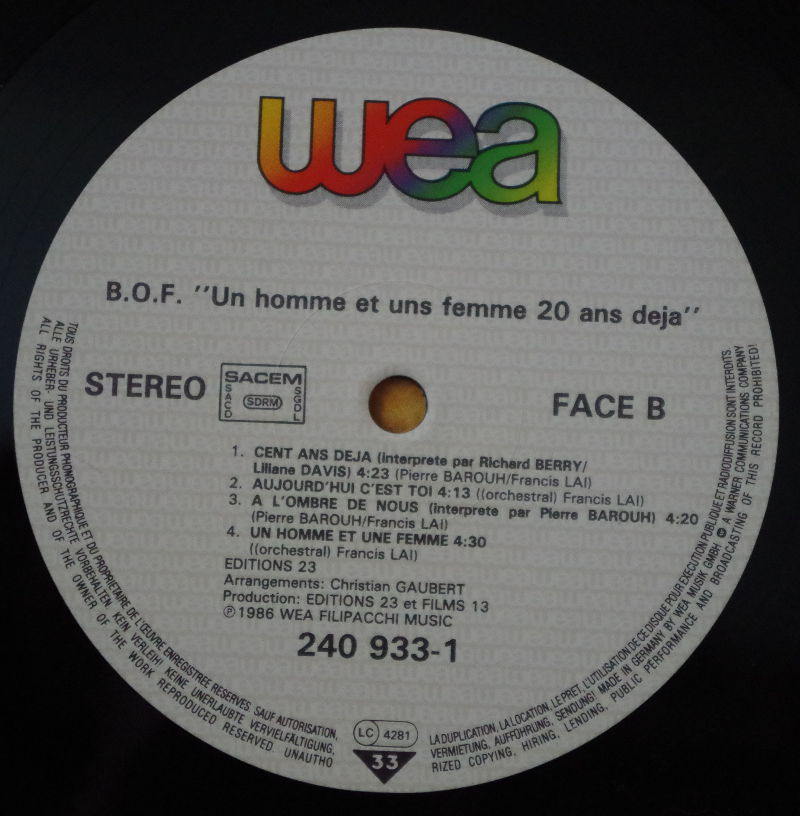 wea
B.O.F. ''Un homme et uns femme 20 ans deja''
STEREO
SACEM
SACD
SDRM
SGDL
FACE B
1. CENT ANS DEJA (interprete par Richard BERRY/
Liliane DAVIS) 4:23 (Pierre BAROUH/Francis LAI)
2. AUJOURD'HUI C'EST TOI 4:13 ((orchestral) Francis LAI)
3. A L'OMBRE DE NOUS (interprete par Pierre BAROUH) 4:20
(Pierre BAROUH/Francis LAI)
4. UN HOMME ET UNE FEMME 4:30
((orchestral) Francis LAI)
EDITIONS 23
Arrangements: Christian GAUBERT
Production: EDITIONS 23 et FILMS 13
℗1986 WEA FILIPACCHI MUSIC
240 933-1
TOUS DROITS DU PRODUCTEUR PHONOGRAPHIQUE ET DU PROPRIETAIRE DE L'ŒUVRE ENREGISTREE RESERVES. SAUF AUTORISATION,
LA DUPLICATION, LA LOCATION, LE PRET, L'UTILISATION DE CE DISQUE POUR EXECUTION PUBLIQUE ET RADIODIFFUSION SONT INTERDITS.
ALLE URHEBER- UND LEISTUNGSSCHUTZRECHTE VORBEHALTEN. KEIN VERLEIH! KEINE UNERLAUBTE VERVIELFÄLTIGUNG,
VERMIETUNG, AUFFÜHRUNG, SENDUNG! MADE IN GERMANY BY WEA MUSIK GMBH A WARNER COMMUNICATIONS COMPANY
ALL RIGHTS OF THE PRODUCER AND OF THE OWNER OF THE WORK REPRODUCED RESERVED UNAUTHO
RIZED COPYING, HIRING, LENDING, PUBLIC PERFORMANCE AND BROADCASTING OF THIS RECORD PROHIBITED!
LC 4281
33